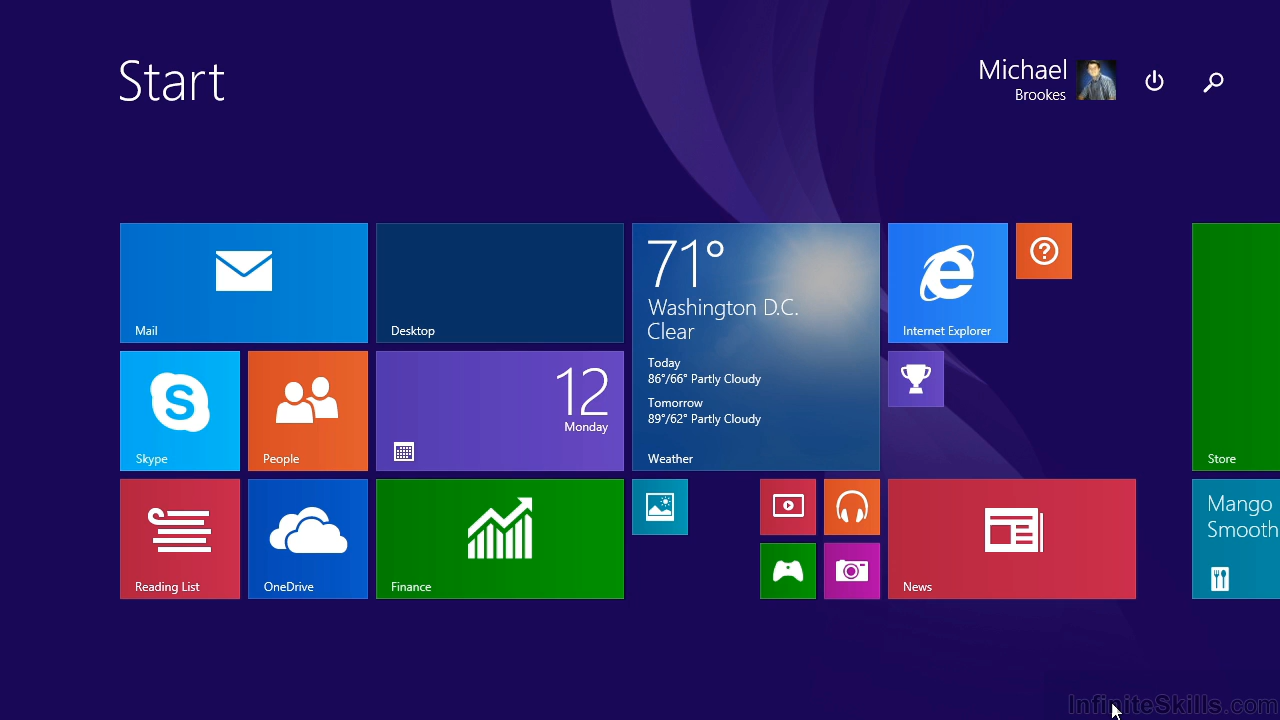 Start
Michael
Brookes
Mail
Desktop
71°
Washington D.C.
Clear
Today
86°/66° Partly Cloudy
Tomorrow
89°/62° Partly Cloudy
Weather
Internet Explorer
Skype
People
12
Monday
Store
Reading List
OneDrive
Finance
News
Mango
Smooth
InfiniteSkills.com